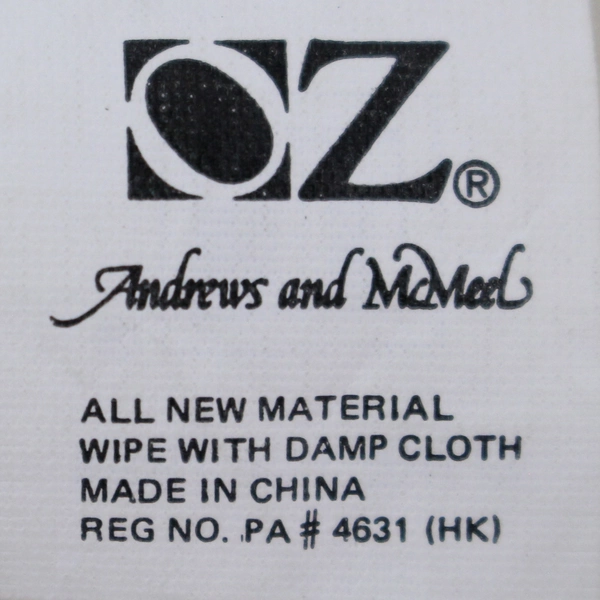 OZ®
Andrews and McMeel
ALL NEW MATERIAL
WIPE WITH DAMP CLOTH
MADE IN CHINA
REG NO. PA# 4631 (HK)